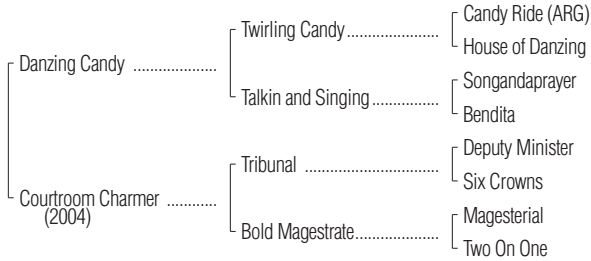 Candy Ride (ARG)
Twirling Candy....................
House of Danzing
Danzing Candy ...................
Songandaprayer
Talkin and Singing..............
Bendita
Deputy Minister
Tribunal .............................
Six Crowns
Courtroom Charmer ...........
(2004)
Magesterial
Bold Magestrate..................
Two On One